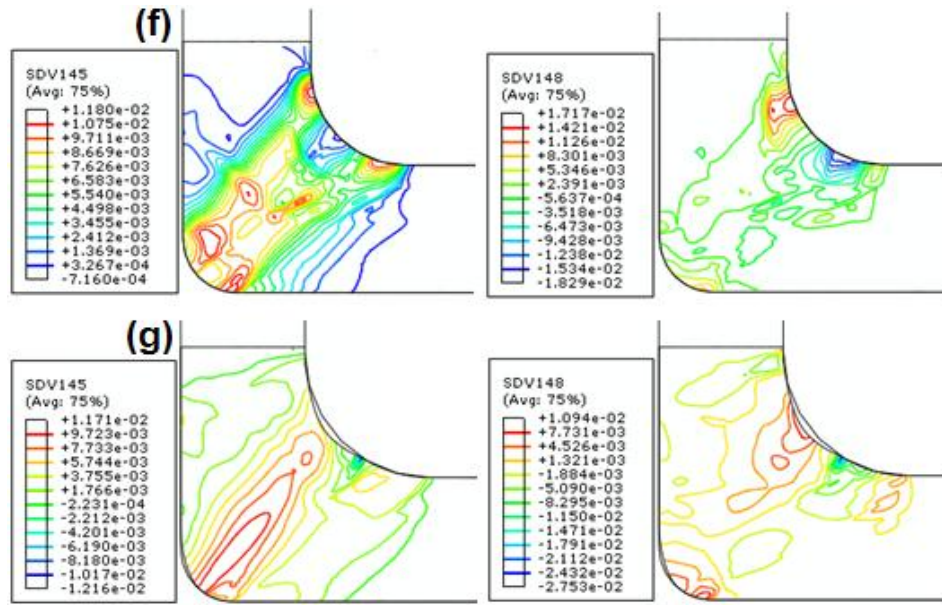 (f)
SDV145
(Avg: 75%)
+1.180e-02
+1.075e-02
+9.711e-03
+8.669e-03
+7.626e-03
+6.583e-03
+5.540e-03
+4.498e-03
+3.455e-03
+2.412e-03
+1.369e-03
+3.267e-04
-7.160e-04
SDV148
(Avg: 75%)
+1.717e-02
+1.421e-02
+1.126e-02
+8.301e-03
+5.346e-03
+2.391e-03
-5.637e-04
-3.518e-03
-6.473e-03
-9.428e-03
-1.238e-02
-1.534e-02
-1.829e-02
(g)
SDV145
(Avg: 75%)
+1.171e-02
+9.723e-03
+7.733e-03
+5.744e-03
+3.755e-03
+1.766e-03
-2.231e-04
-2.212e-03
-4.201e-03
-6.190e-03
-8.180e-03
-1.017e-02
-1.216e-02
SDV148
(Avg: 75%)
+1.094e-02
+7.731e-03
+4.526e-03
+1.321e-03
-1.884e-03
-5.090e-03
-8.295e-03
-1.150e-02
-1.471e-02
-1.791e-02
-2.112e-02
-2.432e-02
-2.753e-02